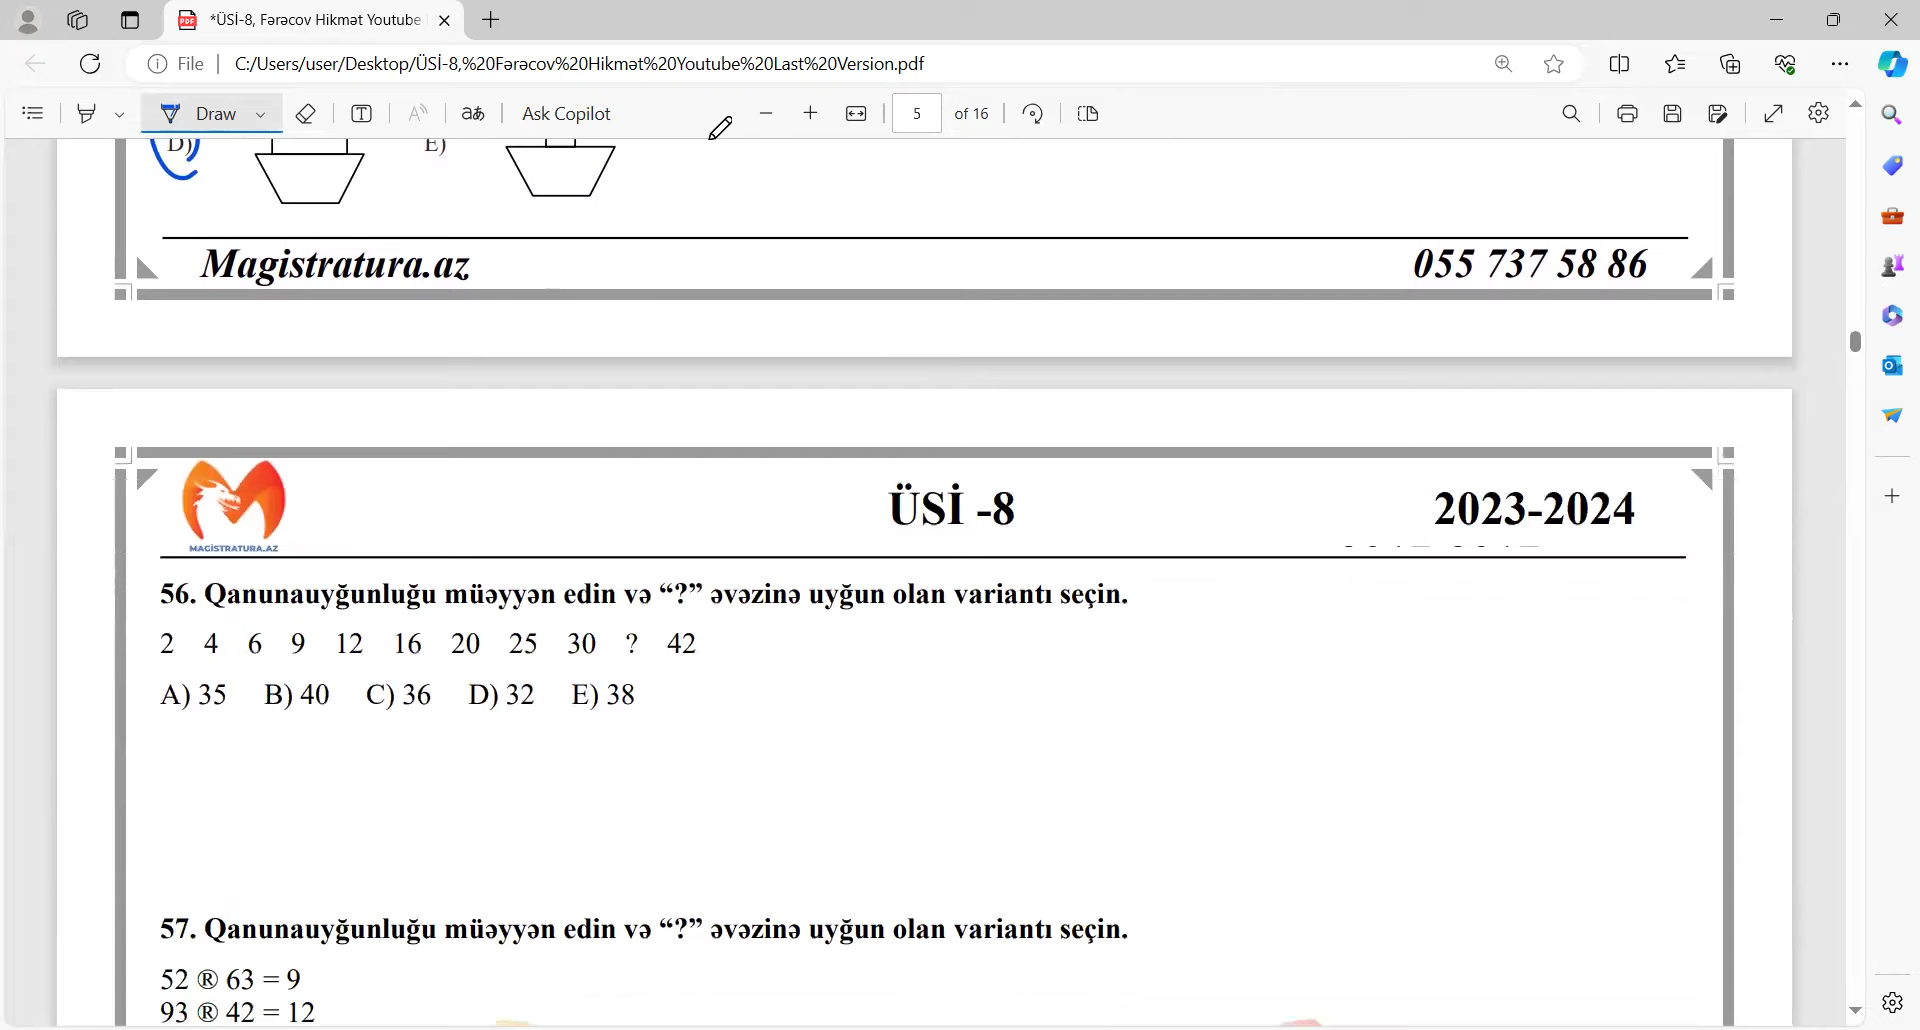 *ÜSİ-8, Fərəcov Hikmət Youtube
File
C:/Users/user/Desktop/ÜSİ-8,%20Fərəcov%20Hikmət%20Youtube%20Last%20Version.pdf
Draw
Ask Copilot
5 of 16
D) E)
Magistratura.az
055 737 58 86
MAGİSTRATURA.AZ
ÜSİ -8
2023-2024
56. Qanunauyğunluğu müəyyən edin və “?” əvəzinə uyğun olan variantı seçin.
2 4 6 9 12 16 20 25 30 ? 42
A) 35 B) 40 C) 36 D) 32 E) 38
57. Qanunauyğunluğu müəyyən edin və “?” əvəzinə uyğun olan variantı seçin.
52 ® 63 = 9
93 ® 42 = 12